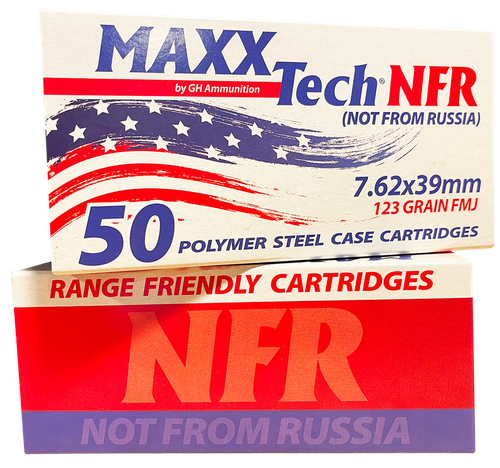 MAXX
by GH Ammunition
Tech® NFR
(NOT FROM RUSSIA)
7.62x39mm
123 GRAIN FMJ
50 POLYMER STEEL CASE CARTRIDGES
RANGE FRIENDLY CARTRIDGES
NFR
NOT FROM RUSSIA